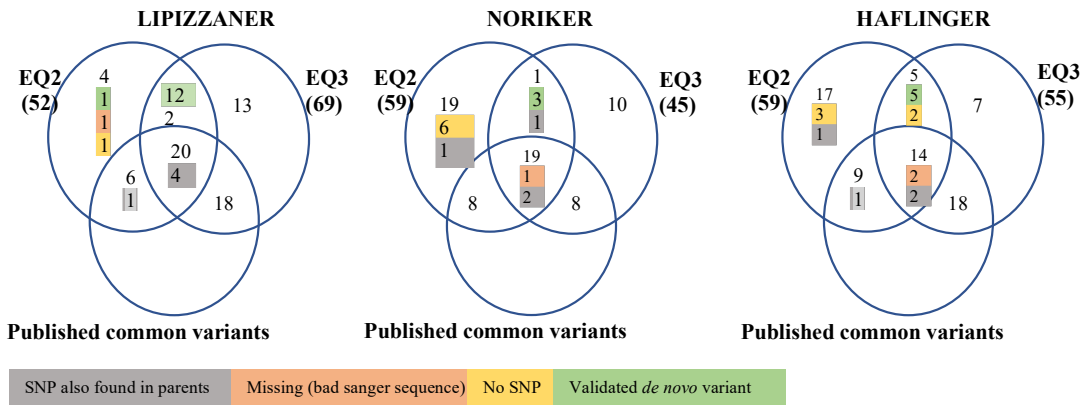 LIPIZZANER
EQ2
(52)
EQ3
(69)
4
1
1
1
12
2
13
20
4
6
1
18
Published common variants
NORIKER
EQ2
(59)
EQ3
(45)
19
6
1
1
3
1
10
19
1
2
8
8
Published common variants
HAFLINGER
EQ2
(59)
EQ3
(55)
17
3
1
5
5
2
7
14
2
2
9
1
18
Published common variants
SNP also found in parents
Missing (bad sanger sequence)
No SNP
Validated de novo variant